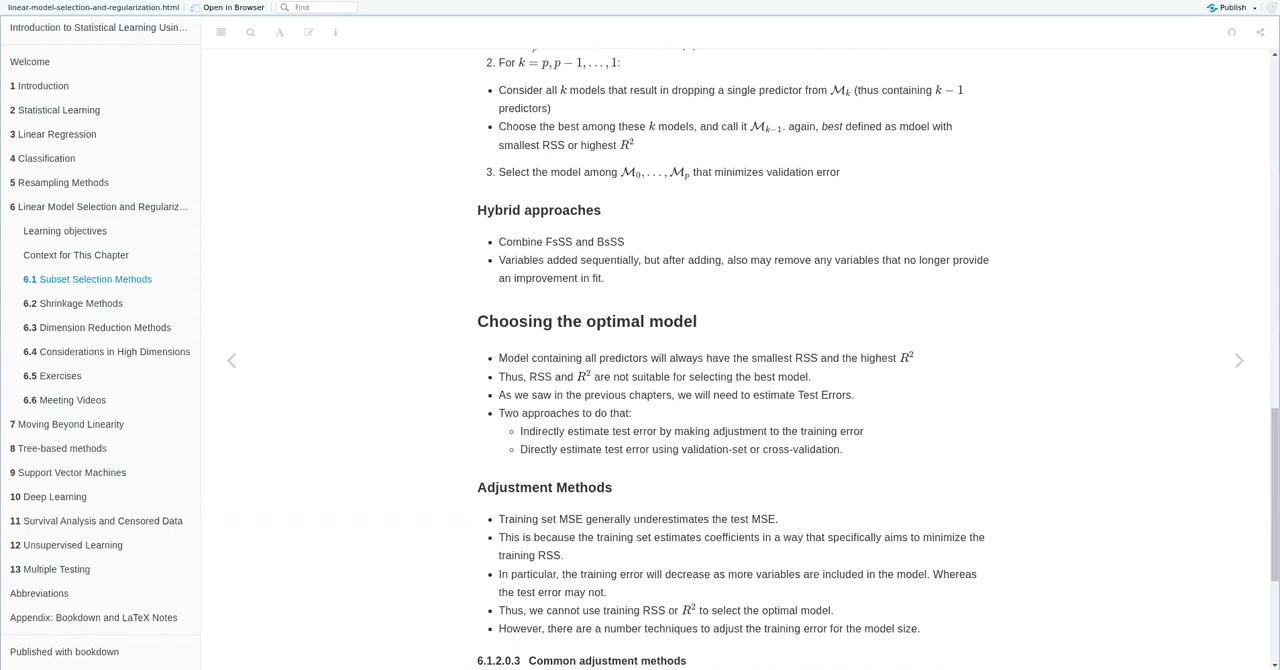 linear-model-selection-and-regularization.html Open in Browser Find Publish
Introduction to Statistical Learning Usin...
Welcome
1 Introduction
2 Statistical Learning
3 Linear Regression
4 Classification
5 Resampling Methods
6 Linear Model Selection and Regulariz...
Learning objectives
Context for This Chapter
6.1 Subset Selection Methods
6.2 Shrinkage Methods
6.3 Dimension Reduction Methods
6.4 Considerations in High Dimensions
6.5 Exercises
6.6 Meeting Videos
7 Moving Beyond Linearity
8 Tree-based methods
9 Support Vector Machines
10 Deep Learning
11 Survival Analysis and Censored Data
12 Unsupervised Learning
13 Multiple Testing
Abbreviations
Appendix: Bookdown and LaTeX Notes
Published with bookdown
2. For k = p, p − 1, . . . , 1:
• Consider all k models that result in dropping a single predictor from ℳk (thus containing k − 1
predictors)
• Choose the best among these k models, and call it ℳk−1. again, best defined as mdoel with
smallest RSS or highest R²
3. Select the model among ℳ0, . . . , ℳp that minimizes validation error
Hybrid approaches
• Combine FsSS and BsSS
• Variables added sequentially, but after adding, also may remove any variables that no longer provide
an improvement in fit.
Choosing the optimal model
• Model containing all predictors will always have the smallest RSS and the highest R²
• Thus, RSS and R² are not suitable for selecting the best model.
• As we saw in the previous chapters, we will need to estimate Test Errors.
• Two approaches to do that:
◦ Indirectly estimate test error by making adjustment to the training error
◦ Directly estimate test error using validation-set or cross-validation.
Adjustment Methods
• Training set MSE generally underestimates the test MSE.
• This is because the training set estimates coefficients in a way that specifically aims to minimize the
training RSS.
• In particular, the training error will decrease as more variables are included in the model. Whereas
the test error may not.
• Thus, we cannot use training RSS or R² to select the optimal model.
• However, there are a number techniques to adjust the training error for the model size.
6.1.2.0.3 Common adjustment methods